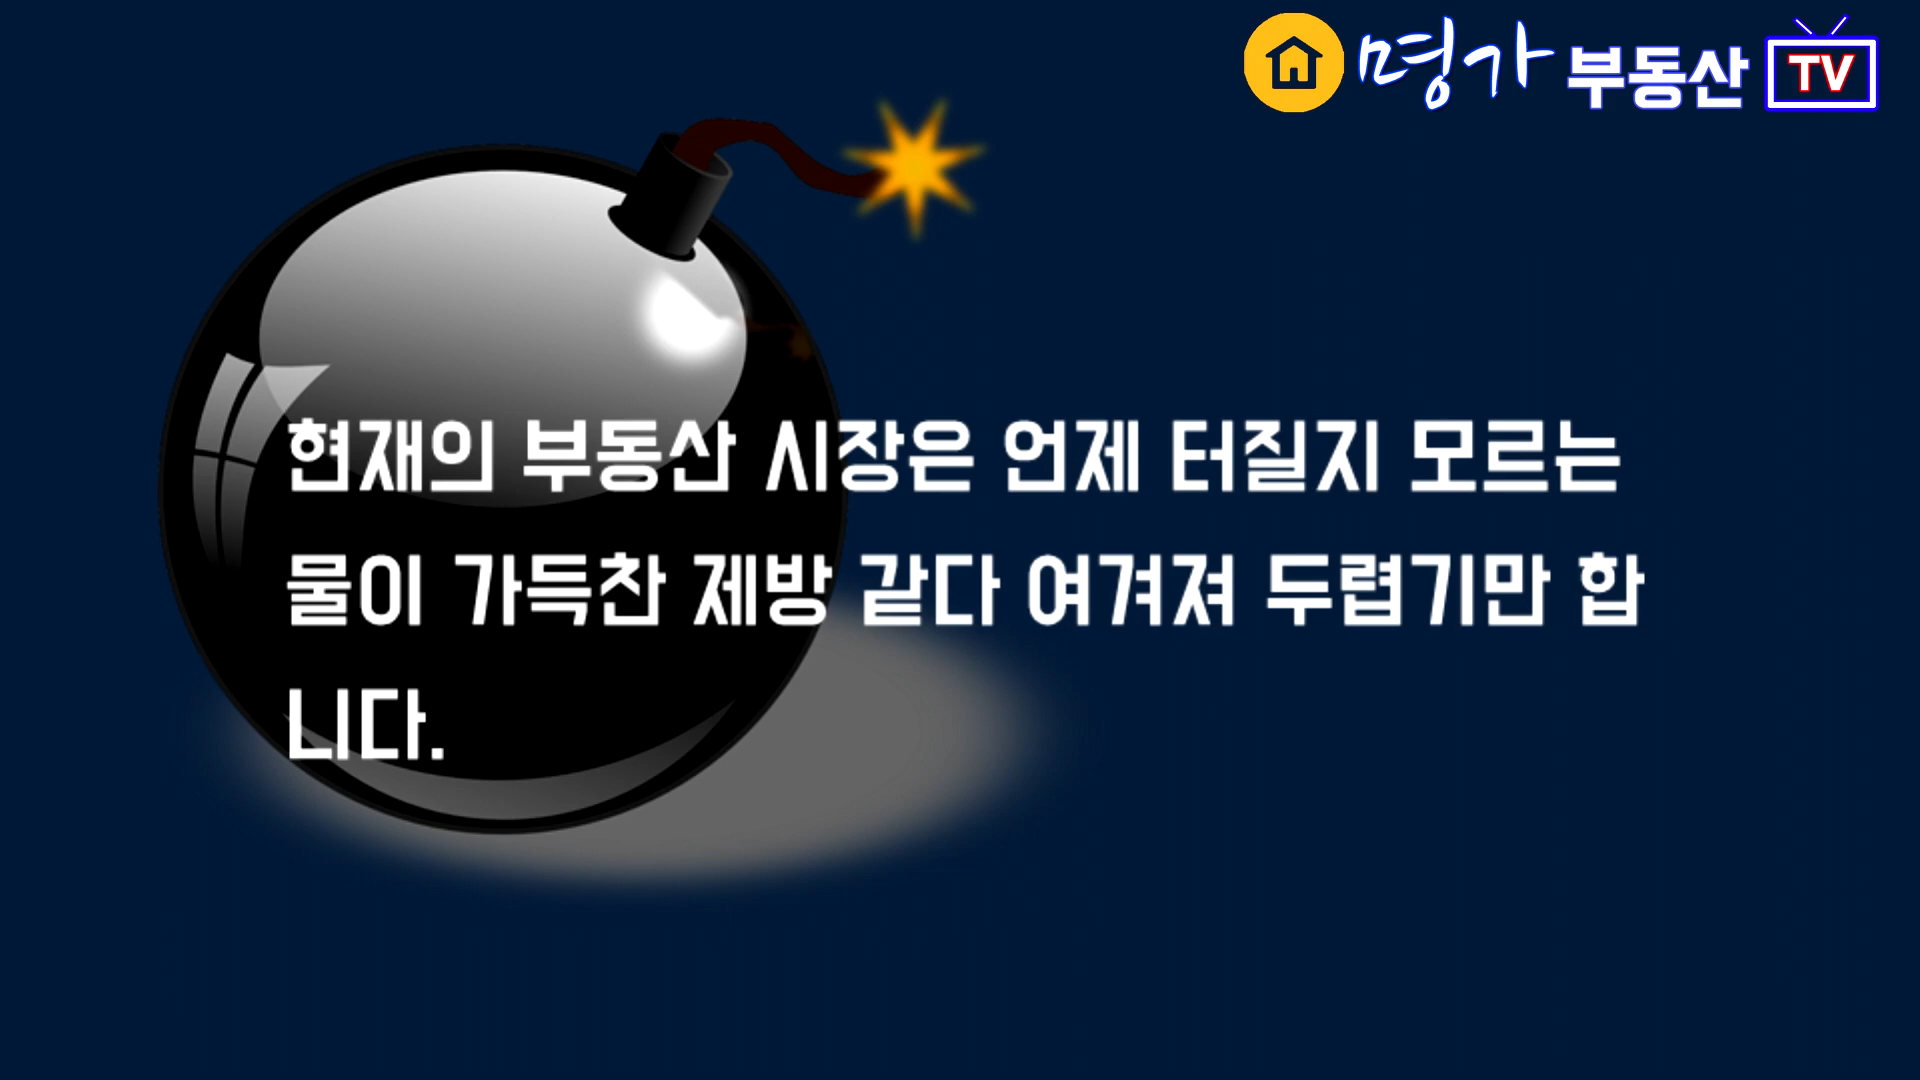 명가 부동산 TV
현재의 부동산 시장은 언제 터질지 모르는
물이 가득찬 제방 같다 여겨져 두렵기만 합
니다.